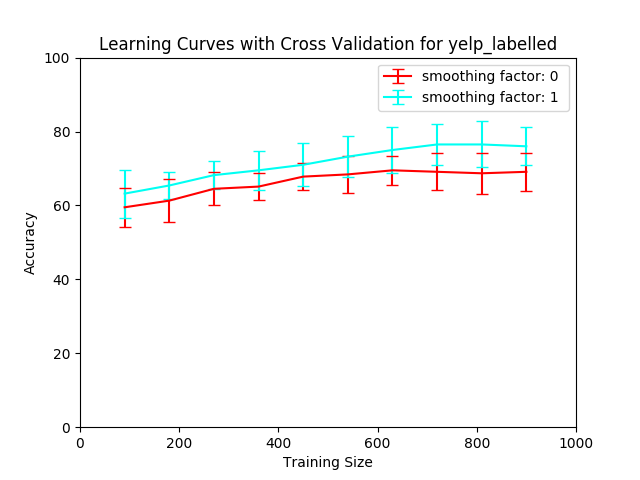 Learning Curves with Cross Validation for yelp_labelled
smoothing factor: 0
smoothing factor: 1
Accuracy
100
80
60
40
20
0
0 200 400 600 800 1000
Training Size